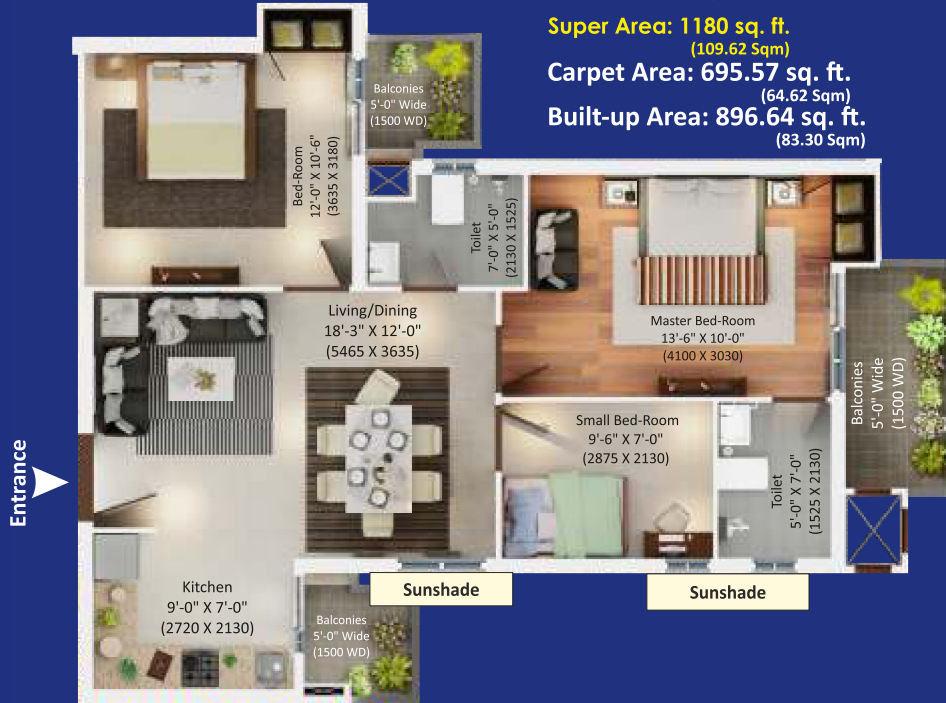 Super Area: 1180 sq. ft.
(109.62 Sqm)
Carpet Area: 695.57 sq. ft.
(64.62 Sqm)
Built-up Area: 896.64 sq. ft.
(83.30 Sqm)
Balconies
5'-0" Wide
(1500 WD)
Bed-Room
12'-0" X 10'-6"
(3635 X 3180)
Toilet
7'-0" X 5'-0"
(2130 X 1525)
Living/Dining
18'-3" X 12'-0"
(5465 X 3635)
Master Bed-Room
13'-6" X 10'-0"
(4100 X 3030)
Balconies
5'-0" Wide
(1500 WD)
Small Bed-Room
9'-6" X 7'-0"
(2875 X 2130)
Toilet
5'-0" X 7'-0"
(1525 X 2130)
Entrance
Kitchen
9'-0" X 7'-0"
(2720 X 2130)
Sunshade
Sunshade
Balconies
5'-0" Wide
(1500 WD)